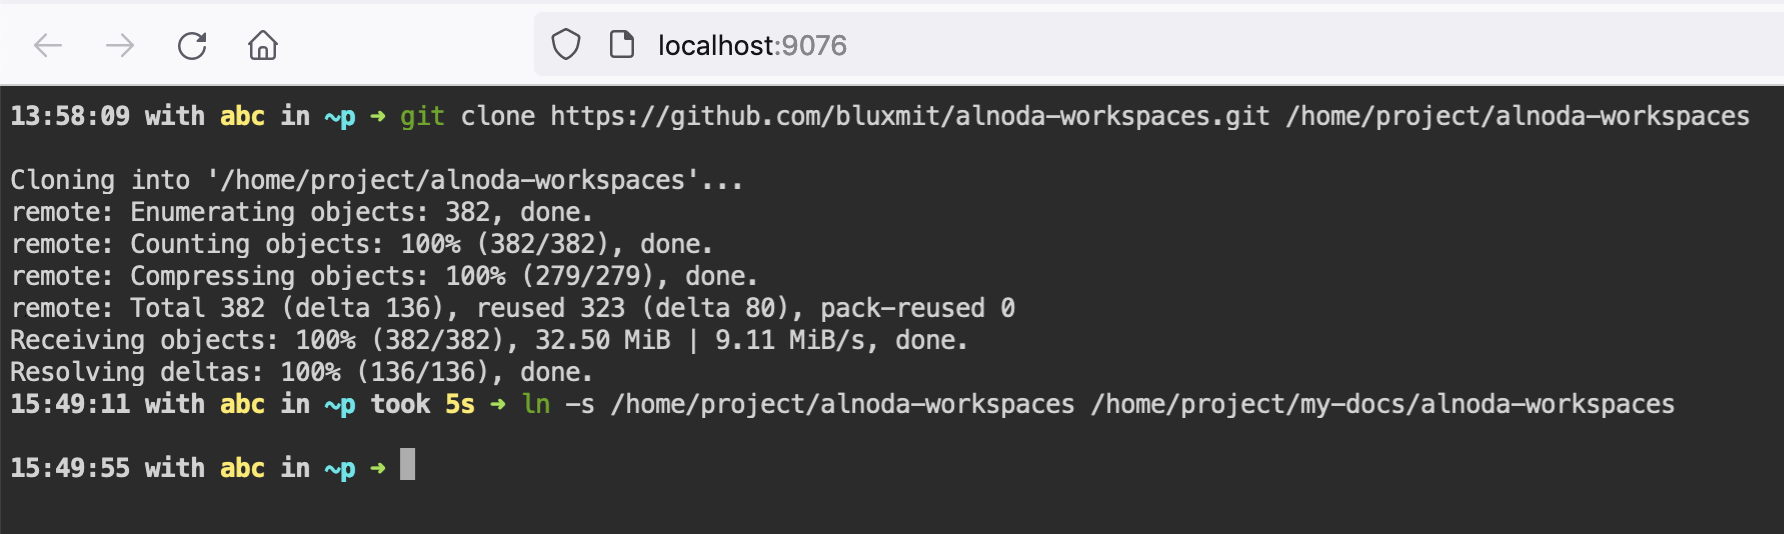 localhost:9076
13:58:09 with abc in ~p ➜ git clone https://github.com/bluxmit/alnoda-workspaces.git /home/project/alnoda-workspaces
Cloning into '/home/project/alnoda-workspaces'...
remote: Enumerating objects: 382, done.
remote: Counting objects: 100% (382/382), done.
remote: Compressing objects: 100% (279/279), done.
remote: Total 382 (delta 136), reused 323 (delta 80), pack-reused 0
Receiving objects: 100% (382/382), 32.50 MiB | 9.11 MiB/s, done.
Resolving deltas: 100% (136/136), done.
15:49:11 with abc in ~p took 5s ➜ ln -s /home/project/alnoda-workspaces /home/project/my-docs/alnoda-workspaces
15:49:55 with abc in ~p ➜